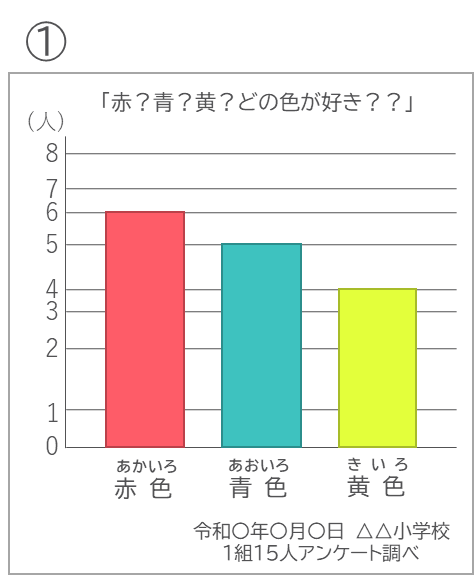 ①
「赤？青？黄？どの色が好き？？」
(人)
8
7
6
5
4
3
2
1
0
あかいろ あおいろ きいろ
赤色 青色 黄色
令和〇年〇月〇日 △△小学校
1組15人アンケート調べ